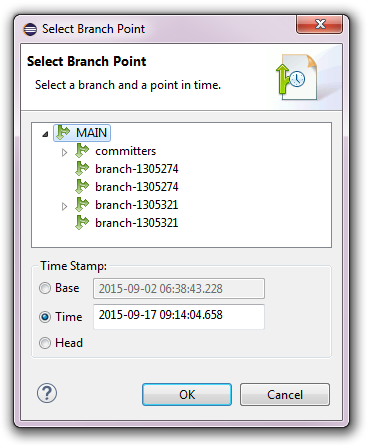 Select Branch Point
Select Branch Point
Select a branch and a point in time.
MAIN
committers
branch-1305274
branch-1305274
branch-1305321
branch-1305321
Time Stamp:
Base 2015-09-02 06:38:43.228
Time 2015-09-17 09:14:04.658
Head
? OK Cancel